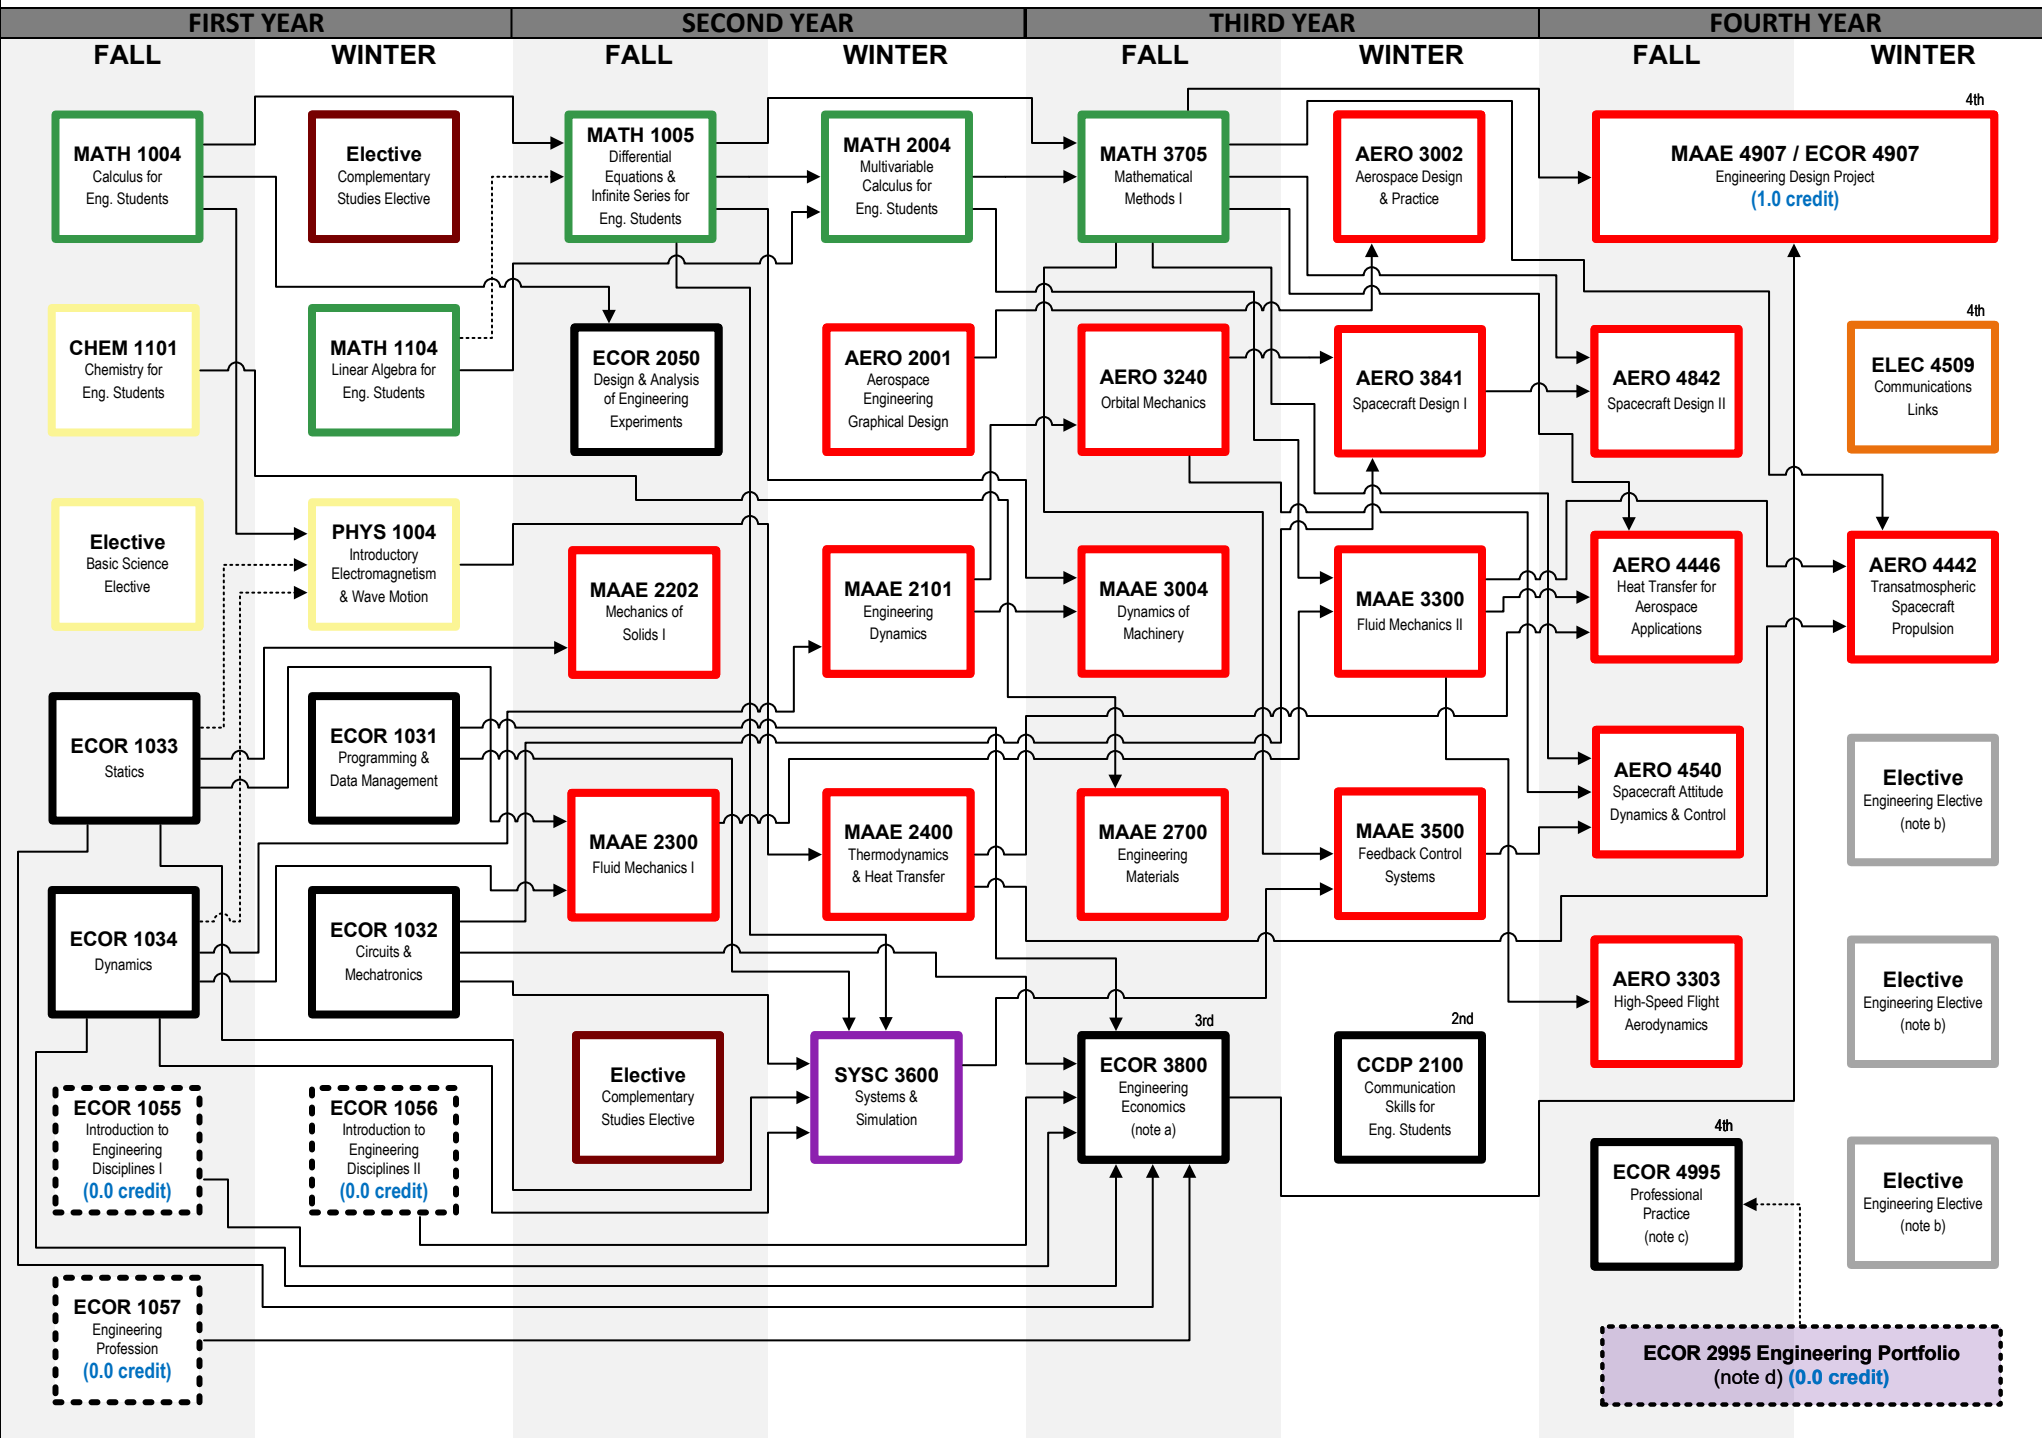 FIRST YEAR
SECOND YEAR
THIRD YEAR
FOURTH YEAR
FALL
WINTER
FALL
WINTER
FALL
WINTER
FALL
WINTER
MATH 1004
Calculus for
Eng. Students
CHEM 1101
Chemistry for
Eng. Students
Elective
Basic Science
Elective
ECOR 1033
Statics
ECOR 1034
Dynamics
ECOR 1055
Introduction to
Engineering
Disciplines I
(0.0 credit)
ECOR 1057
Engineering
Profession
(0.0 credit)
Elective
Complementary
Studies Elective
MATH 1104
Linear Algebra for
Eng. Students
PHYS 1004
Introductory
Electromagnetism
& Wave Motion
ECOR 1031
Programming &
Data Management
ECOR 1032
Circuits &
Mechatronics
ECOR 1056
Introduction to
Engineering
Disciplines II
(0.0 credit)
MATH 1005
Differential
Equations &
Infinite Series for
Eng. Students
ECOR 2050
Design & Analysis
of Engineering
Experiments
MAAE 2202
Mechanics of
Solids I
MAAE 2300
Fluid Mechanics I
Elective
Complementary
Studies Elective
MATH 2004
Multivariable
Calculus for
Eng. Students
AERO 2001
Aerospace
Engineering
Graphical Design
MAAE 2101
Engineering
Dynamics
MAAE 2400
Thermodynamics
& Heat Transfer
SYSC 3600
Systems &
Simulation
MATH 3705
Mathematical
Methods I
AERO 3240
Orbital Mechanics
MAAE 3004
Dynamics of
Machinery
MAAE 2700
Engineering
Materials
3rd
ECOR 3800
Engineering
Economics
(note a)
AERO 3002
Aerospace Design
& Practice
AERO 3841
Spacecraft Design I
MAAE 3300
Fluid Mechanics II
MAAE 3500
Feedback Control
Systems
2nd
CCDP 2100
Communication
Skills for
Eng. Students
4th
MAAE 4907 / ECOR 4907
Engineering Design Project
(1.0 credit)
AERO 4842
Spacecraft Design II
AERO 4446
Heat Transfer for
Aerospace
Applications
AERO 4540
Spacecraft Attitude
Dynamics & Control
AERO 3303
High-Speed Flight
Aerodynamics
4th
ECOR 4995
Professional
Practice
(note c)
4th
ELEC 4509
Communications
Links
AERO 4442
Transatmospheric
Spacecraft
Propulsion
Elective
Engineering Elective
(note b)
Elective
Engineering Elective
(note b)
Elective
Engineering Elective
(note b)
ECOR 2995 Engineering Portfolio
(note d) (0.0 credit)